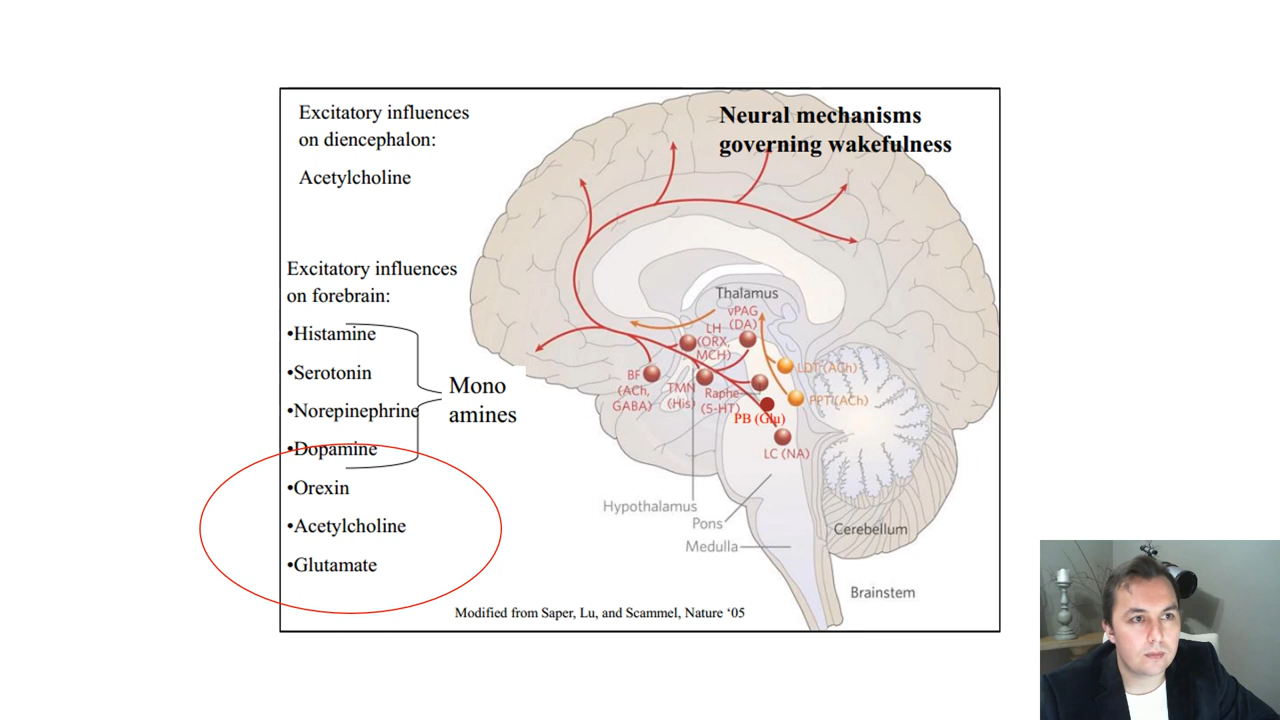 Excitatory influences
on diencephalon:
Acetylcholine
Neural mechanisms
governing wakefulness
Excitatory influences
on forebrain:
•Histamine
•Serotonin
•Norepinephrine
•Dopamine
•Orexin
•Acetylcholine
•Glutamate
Mono
amines
Thalamus
vPAG
(DA)
LH
(ORX,
MCH)
BF
(ACh,
GABA)
TMN
(His)
Raphe
(5-HT)
LDT (ACh)
PPT (ACh)
PB (Glu)
LC (NA)
Hypothalamus
Pons
Medulla
Cerebellum
Brainstem
Modified from Saper, Lu, and Scammel, Nature ‘05